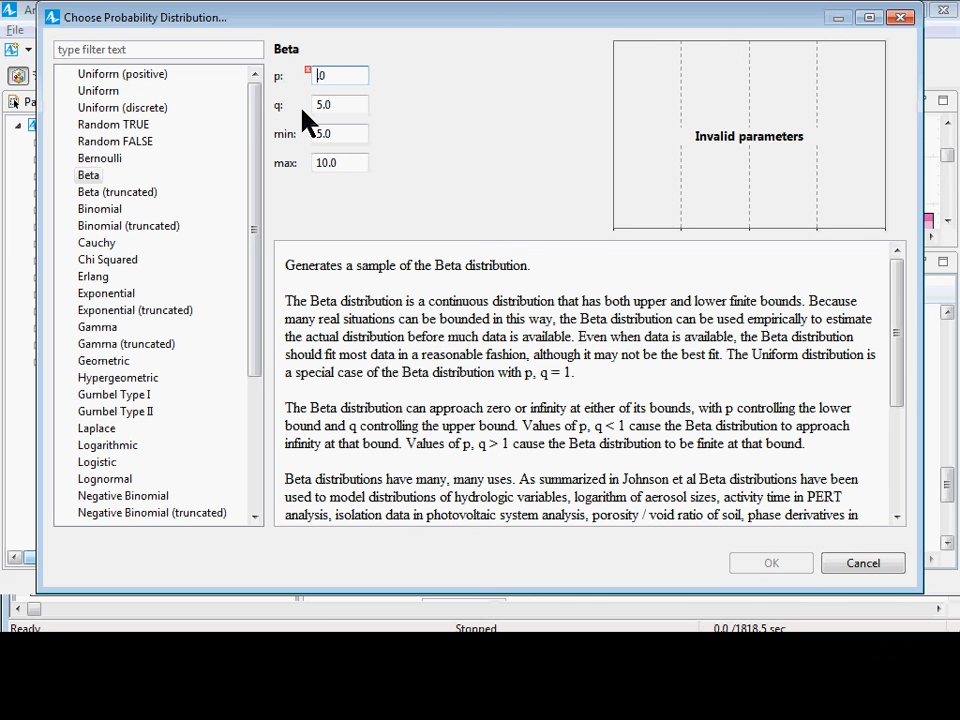 Choose Probability Distribution...
File
type filter text
Uniform (positive)
Uniform
Uniform (discrete)
Random TRUE
Random FALSE
Bernoulli
Beta
Beta (truncated)
Binomial
Binomial (truncated)
Cauchy
Chi Squared
Erlang
Exponential
Exponential (truncated)
Gamma
Gamma (truncated)
Geometric
Hypergeometric
Gumbel Type I
Gumbel Type II
Laplace
Logarithmic
Logistic
Lognormal
Negative Binomial
Negative Binomial (truncated)
Beta
p: .0
q: 5.0
min: 5.0
max: 10.0
Invalid parameters
Generates a sample of the Beta distribution.
The Beta distribution is a continuous distribution that has both upper and lower finite bounds. Because
many real situations can be bounded in this way, the Beta distribution can be used empirically to estimate
the actual distribution before much data is available. Even when data is available, the Beta distribution
should fit most data in a reasonable fashion, although it may not be the best fit. The Uniform distribution is
a special case of the Beta distribution with p, q = 1.
The Beta distribution can approach zero or infinity at either of its bounds, with p controlling the lower
bound and q controlling the upper bound. Values of p, q < 1 cause the Beta distribution to approach
infinity at that bound. Values of p, q > 1 cause the Beta distribution to be finite at that bound.
Beta distributions have many, many uses. As summarized in Johnson et al Beta distributions have been
used to model distributions of hydrologic variables, logarithm of aerosol sizes, activity time in PERT
analysis, isolation data in photovoltaic system analysis, porosity / void ratio of soil, phase derivatives in
OK
Cancel
Ready
Stopped
0.0 /1818.5 sec